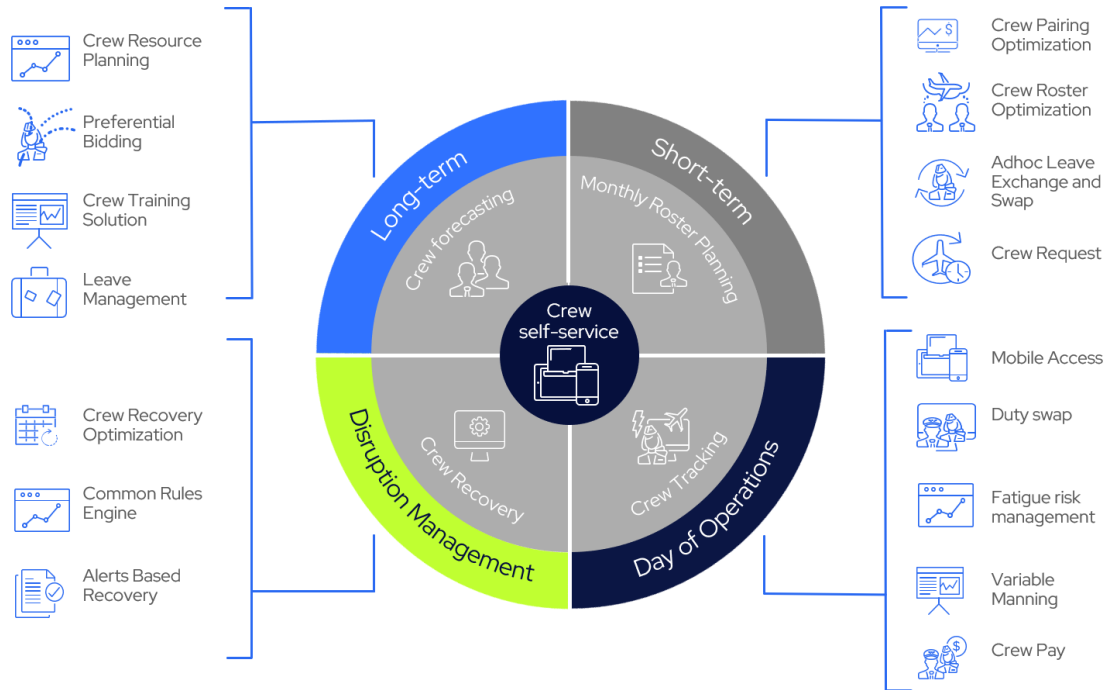 Crew Resource
Planning
Preferential
Bidding
Crew Training
Solution
Leave
Management
Crew Recovery
Optimization
Common Rules
Engine
Alerts Based
Recovery
Long-term
Crew forecasting
Short-term
Monthly Roster Planning
Crew
self-service
Disruption Management
Crew Recovery
Day of Operations
Crew Tracking
Crew Pairing
Optimization
Crew Roster
Optimization
Adhoc Leave
Exchange and
Swap
Crew Request
Mobile Access
Duty swap
Fatigue risk
management
Variable
Manning
Crew Pay